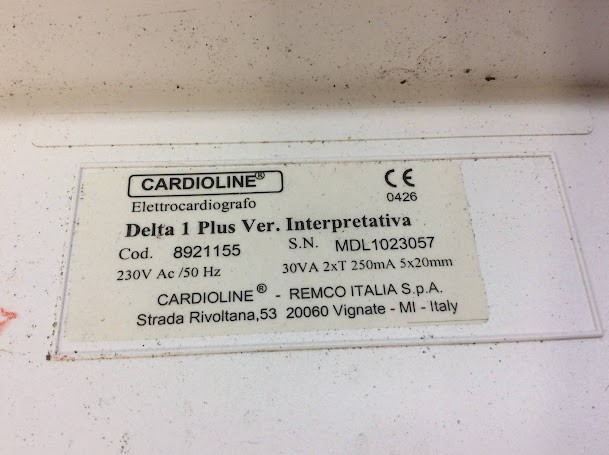 CARDIOLINE® CE
Elettrocardiografo 0426
Delta 1 Plus Ver. Interpretativa
Cod. 8921155 S.N. MDL1023057
230V Ac /50 Hz 30VA 2xT 250mA 5x20mm
CARDIOLINE® - REMCO ITALIA S.p.A.
Strada Rivoltana,53 20060 Vignate - MI - Italy